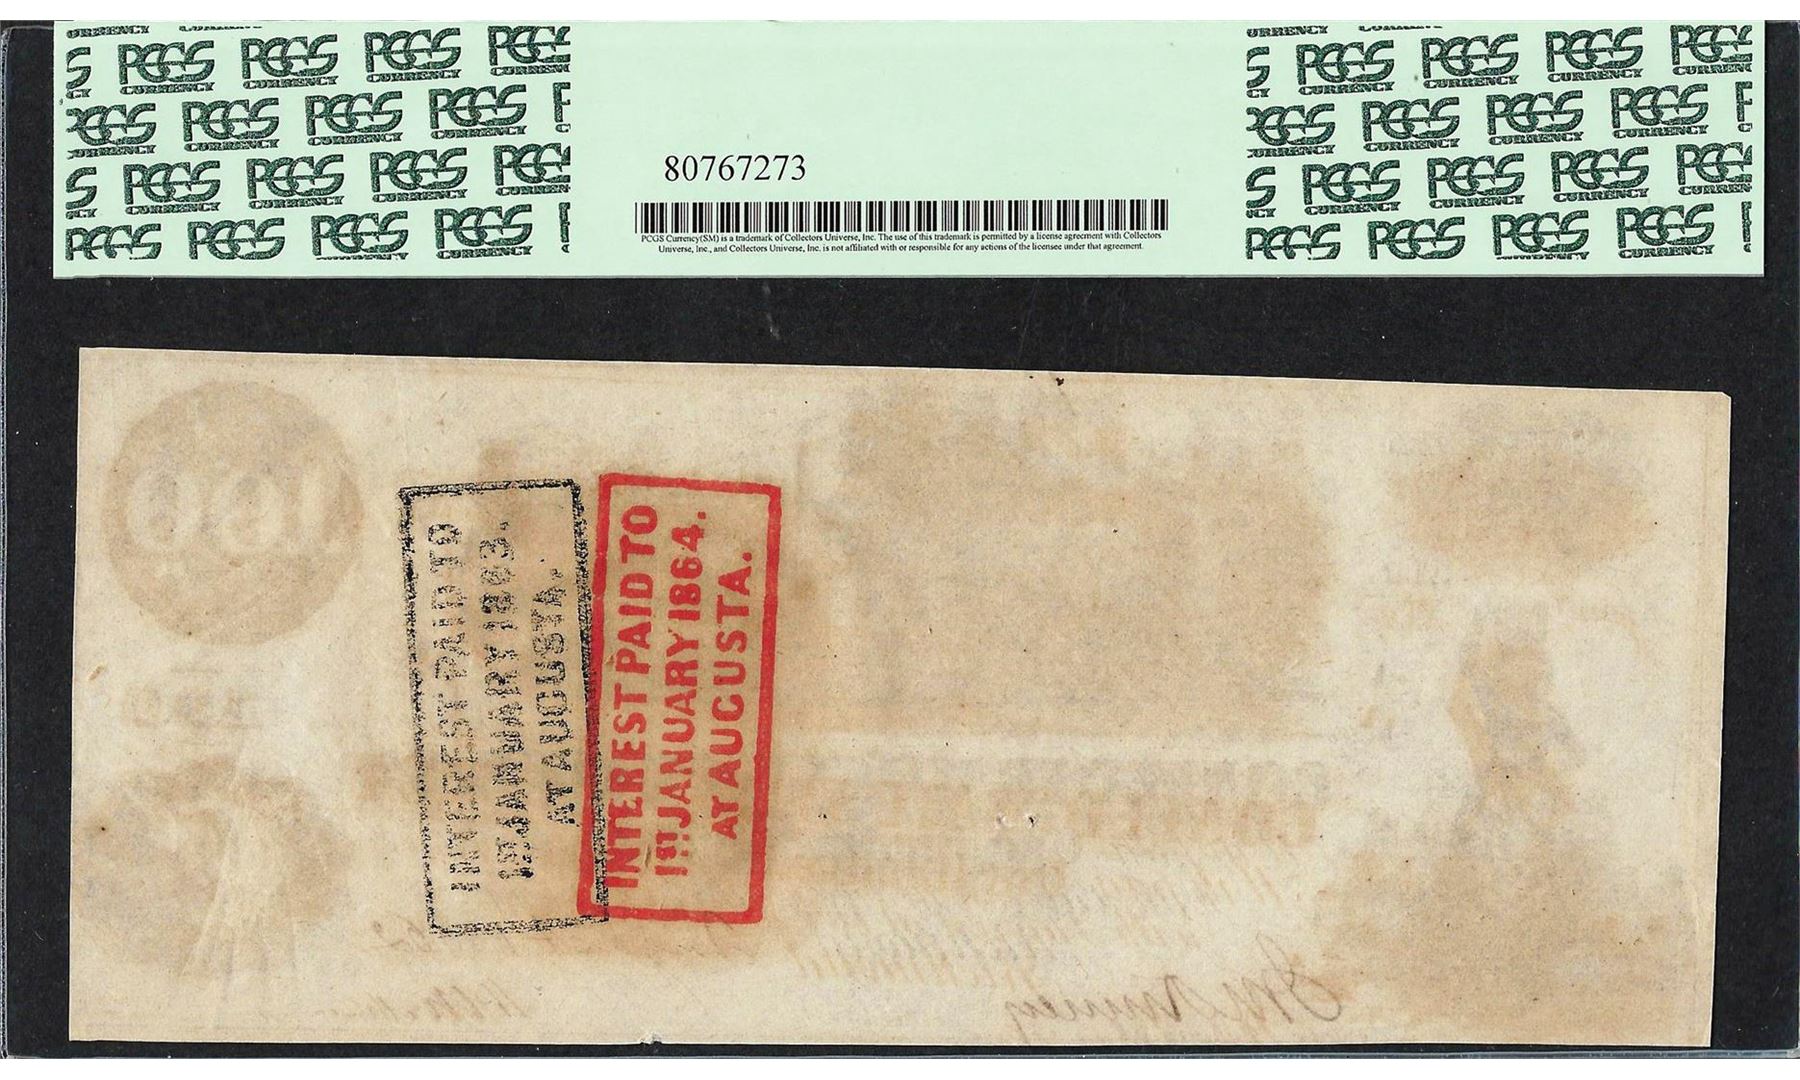 PCGS
CURRENCY
80767273
PCGS Currency(SM) is a trademark of Collectors Universe, Inc. The use of this trademark is permitted by a license agreement with Collectors
Universe, Inc., and Collectors Universe, Inc. is not affiliated with or responsible for any actions of the licensee under that agreement.
INTEREST PAID TO
1ST JANUARY 1863.
AT AUGUSTA.
INTEREST PAID TO
1ST JANUARY 1864.
AT AUGUSTA.
100